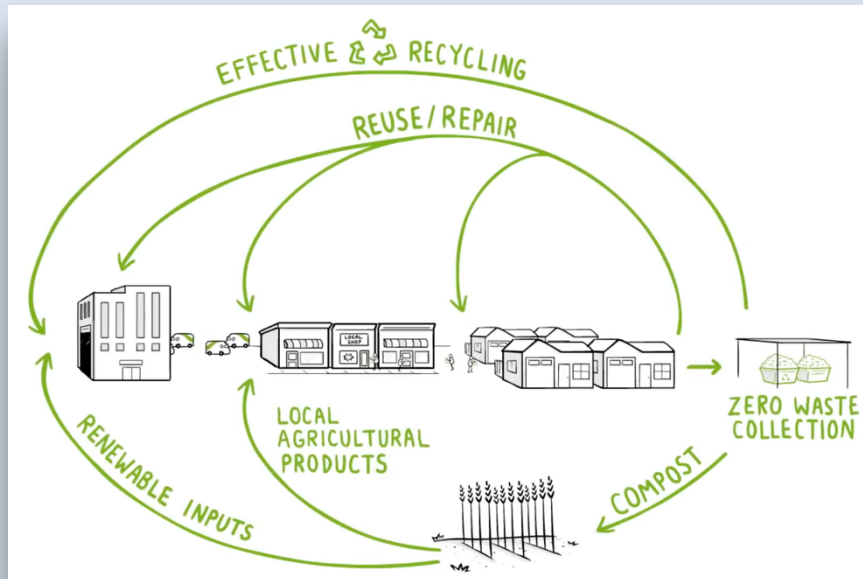 EFFECTIVE RECYCLING
REUSE/REPAIR
LOCAL
SHOP
LOCAL
AGRICULTURAL
PRODUCTS
ZERO WASTE
COLLECTION
RENEWABLE INPUTS
COMPOST